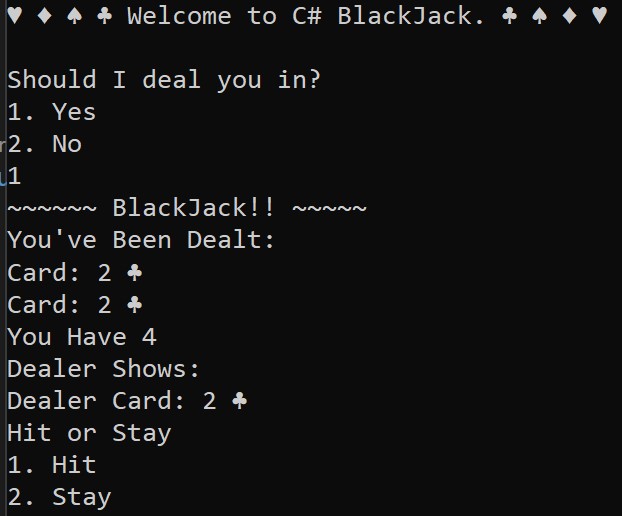 ♥ ♦ ♠ ♣ Welcome to C# BlackJack. ♣ ♠ ♦ ♥
Should I deal you in?
1. Yes
2. No
1
~~~~~~ BlackJack!! ~~~~~
You've Been Dealt:
Card: 2 ♣
Card: 2 ♣
You Have 4
Dealer Shows:
Dealer Card: 2 ♣
Hit or Stay
1. Hit
2. Stay